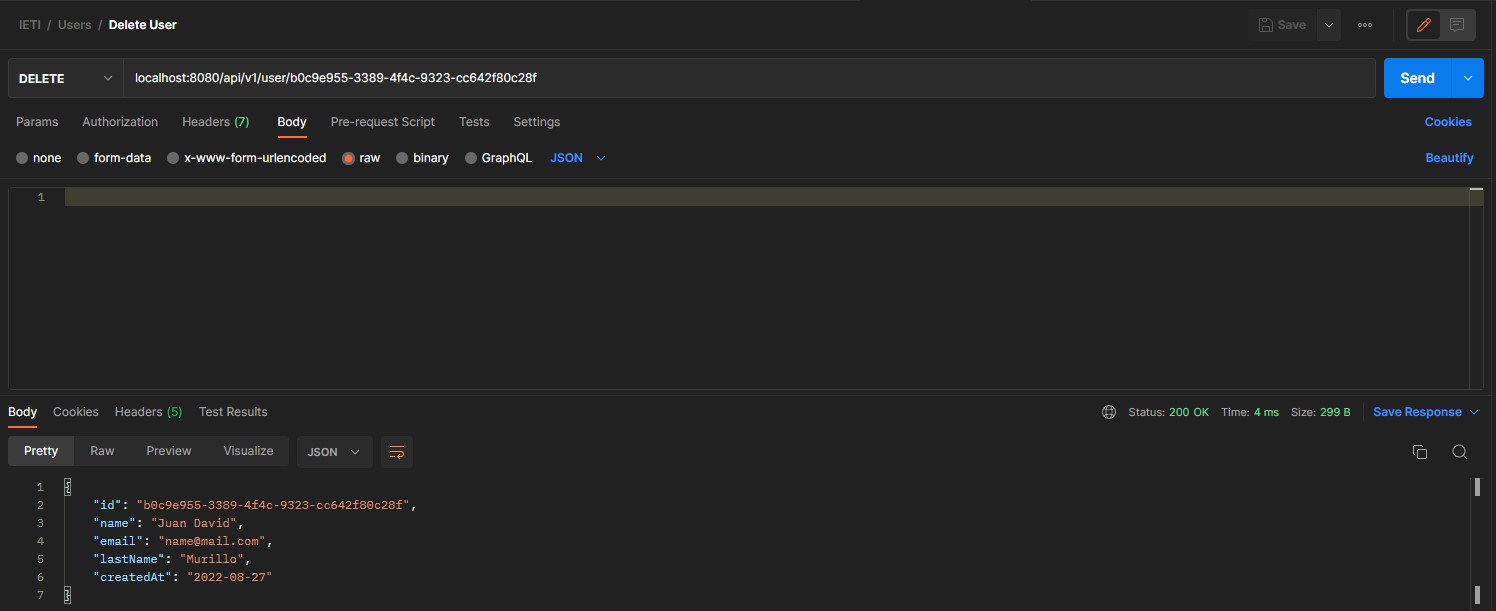 IETI / Users / Delete User
Save
DELETE
localhost:8080/api/v1/user/b0c9e955-3389-4f4c-9323-cc642f80c28f
Send
Params Authorization Headers (7) Body Pre-request Script Tests Settings Cookies
none form-data x-www-form-urlencoded raw binary GraphQL JSON Beautify
1
Body Cookies Headers (5) Test Results Status: 200 OK Time: 4 ms Size: 299 B Save Response
Pretty Raw Preview Visualize JSON
1 {
2 "id": "b0c9e955-3389-4f4c-9323-cc642f80c28f",
3 "name": "Juan David",
4 "email": "name@mail.com",
5 "lastName": "Murillo",
6 "createdAt": "2022-08-27"
7 }